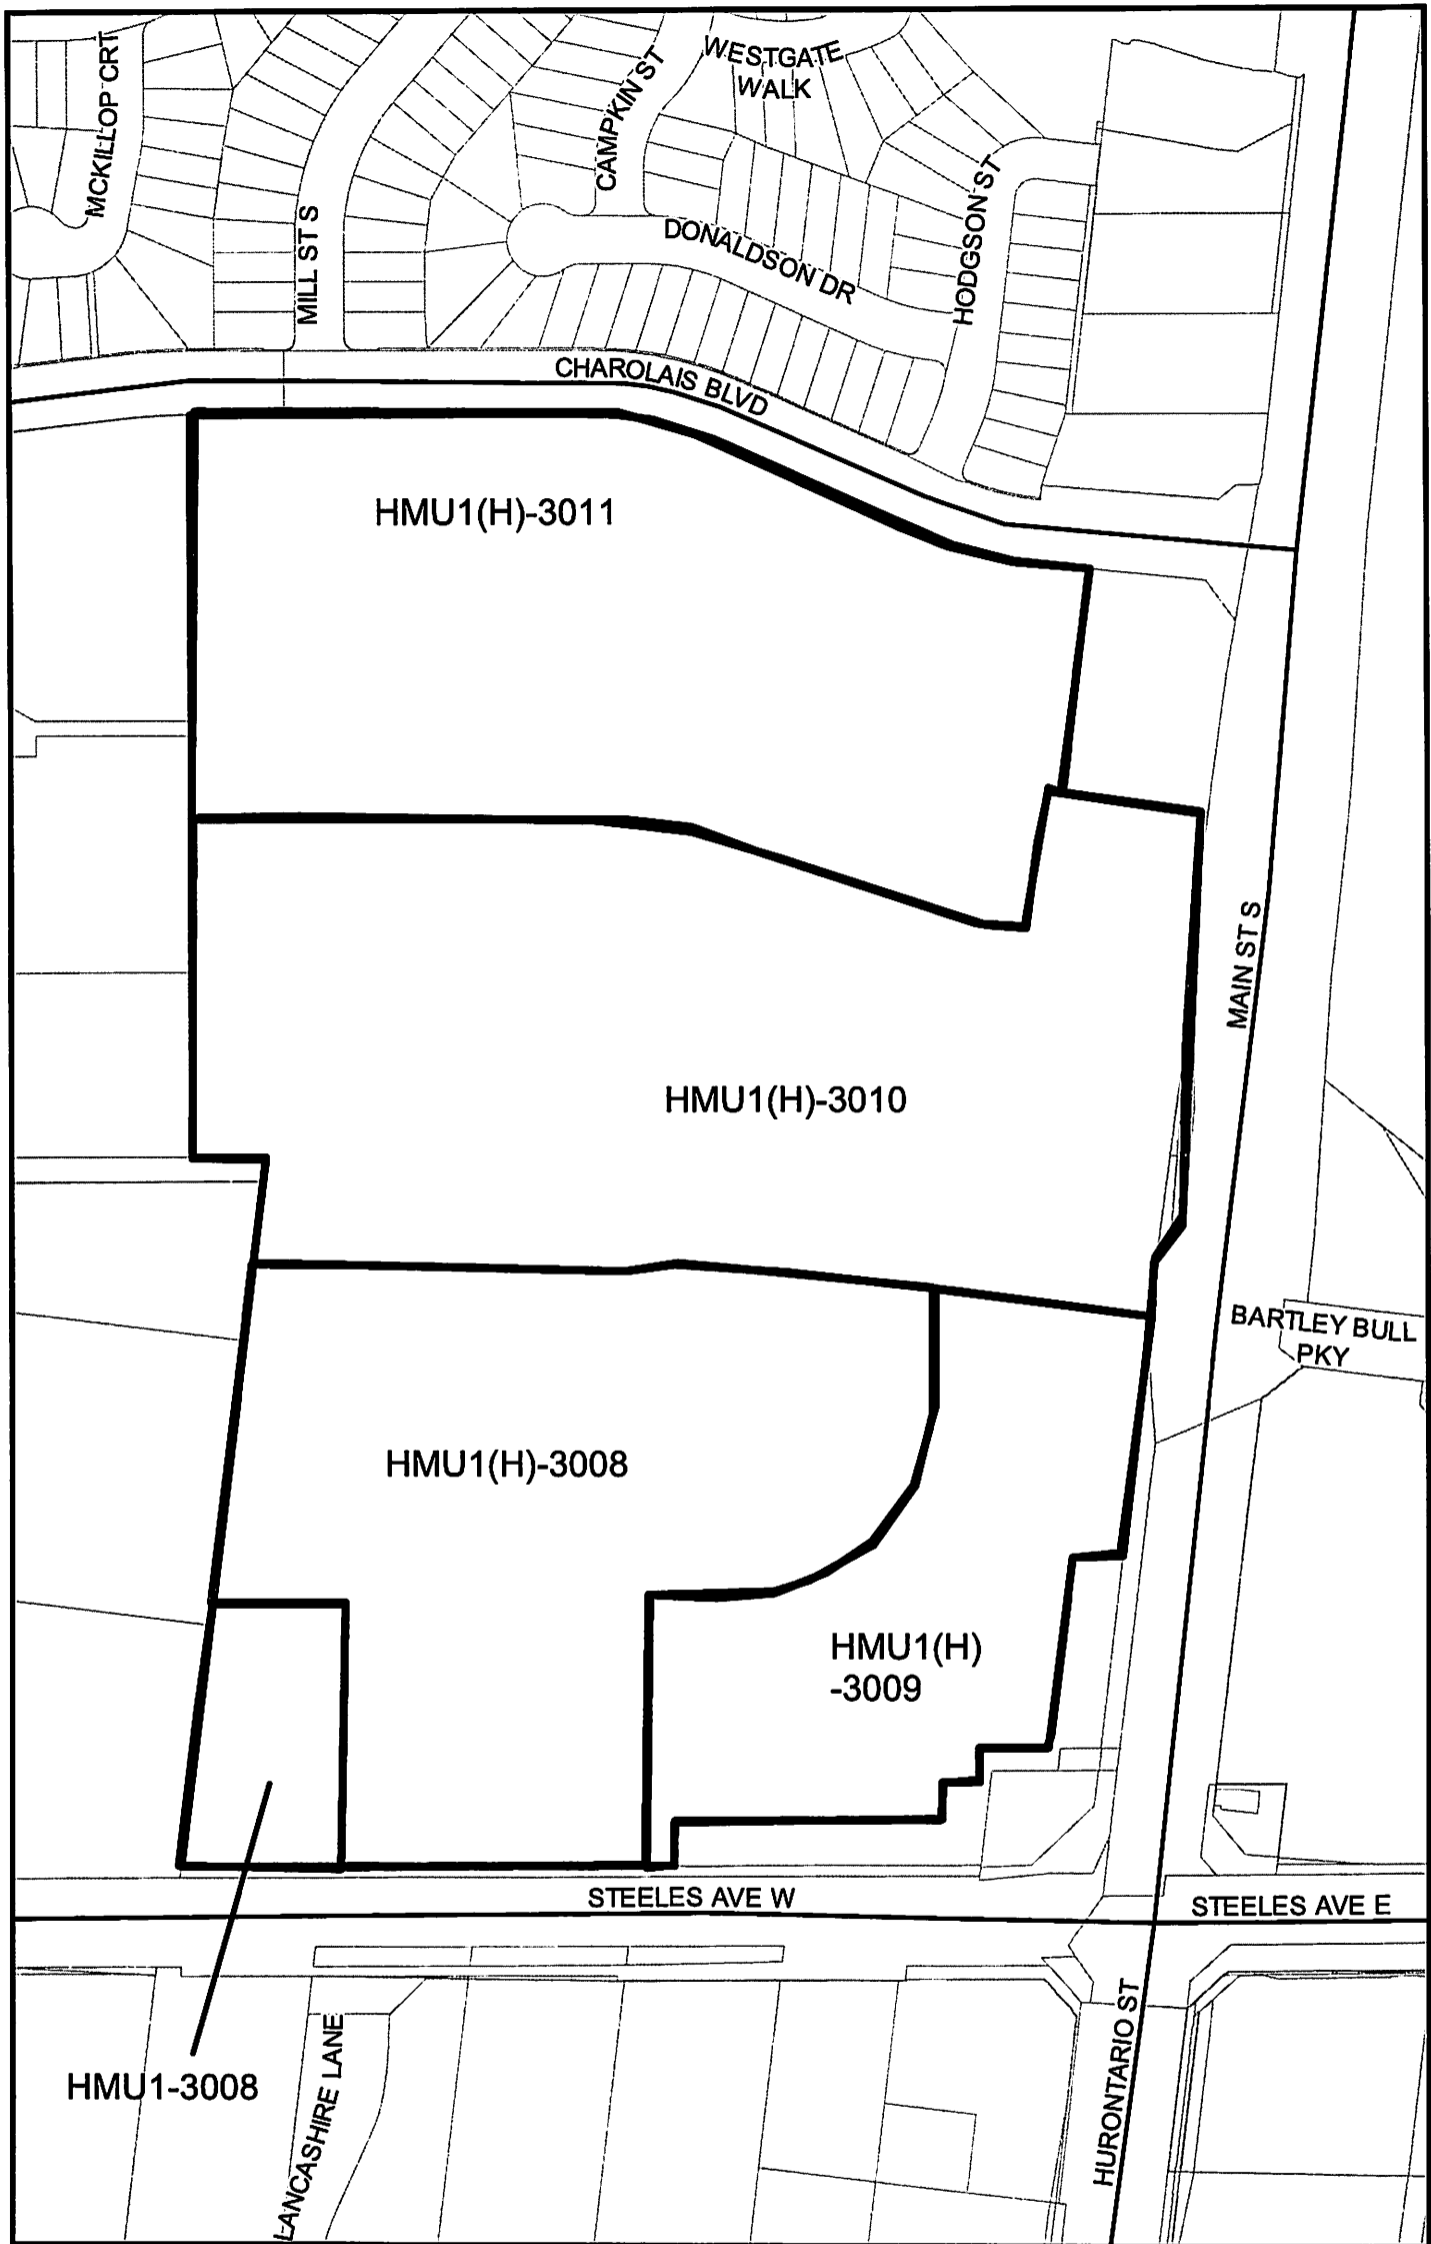 MCKILLOP CRT
MILL ST S
CAMPKIN ST
WESTGATE
WALK
DONALDSON DR
HODGSON ST
CHAROLAIS BLVD
HMU1(H)-3011
MAIN ST S
HMU1(H)-3010
BARTLEY BULL
PKY
HMU1(H)-3008
HMU1(H)
-3009
STEELES AVE W
STEELES AVE E
HMU1-3008
LANCASHIRE LANE
HURONTARIO ST